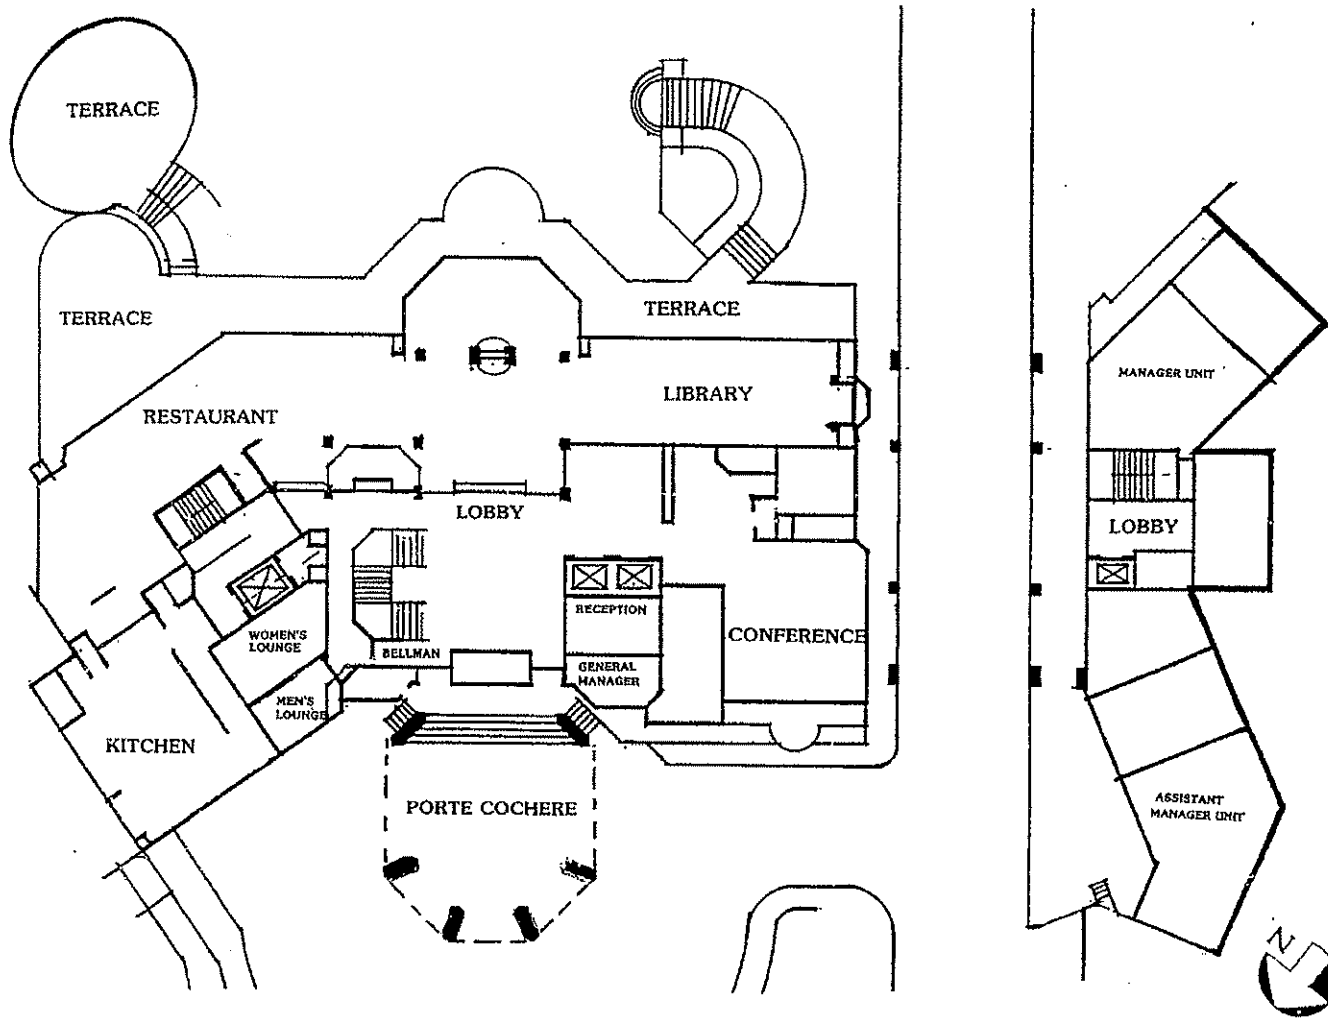 TERRACE
TERRACE
TERRACE
LIBRARY
RESTAURANT
MANAGER UNIT
LOBBY
LOBBY
RECEPTION
WOMEN'S
LOUNGE
CONFERENCE
BELLMAN
GENERAL
MANAGER
MEN'S
LOUNGE
KITCHEN
PORTE COCHERE
ASSISTANT
MANAGER UNIT
N